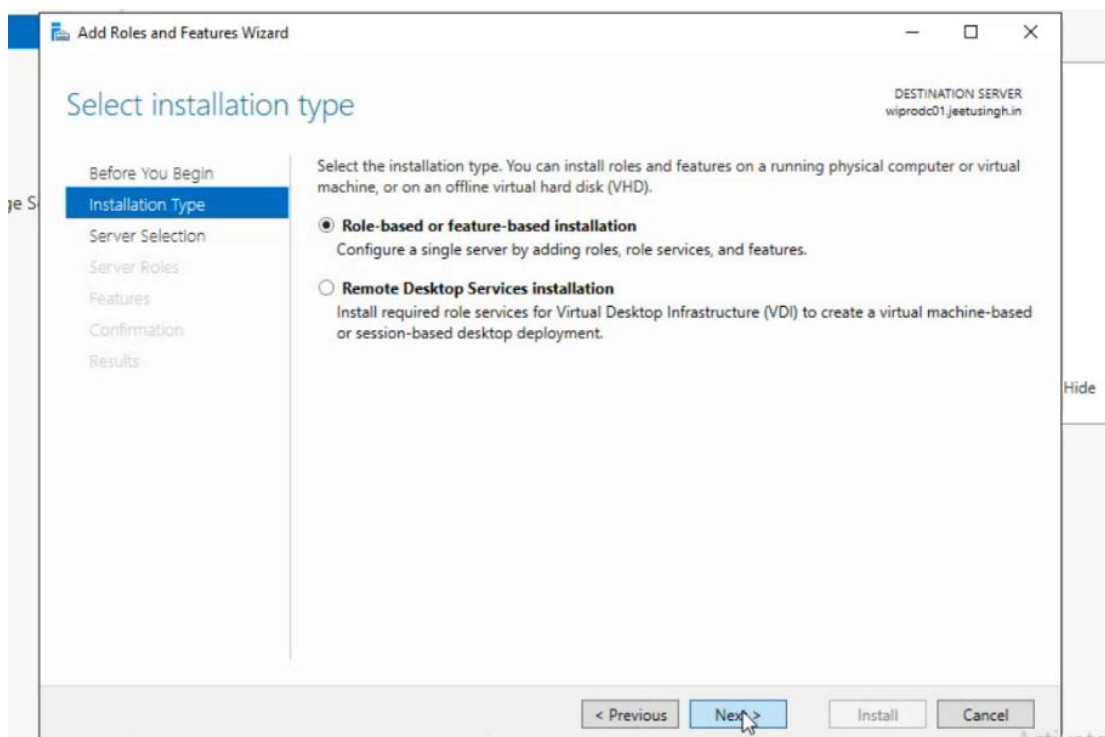 Add Roles and Features Wizard
Select installation type
DESTINATION SERVER
wiprodc01.jeetusingh.in
Before You Begin
Installation Type
Server Selection
Server Roles
Features
Confirmation
Results
Select the installation type. You can install roles and features on a running physical computer or virtual
machine, or on an offline virtual hard disk (VHD).
Role-based or feature-based installation
Configure a single server by adding roles, role services, and features.
Remote Desktop Services installation
Install required role services for Virtual Desktop Infrastructure (VDI) to create a virtual machine-based
or session-based desktop deployment.
Hide
< Previous
Next >
Install
Cancel